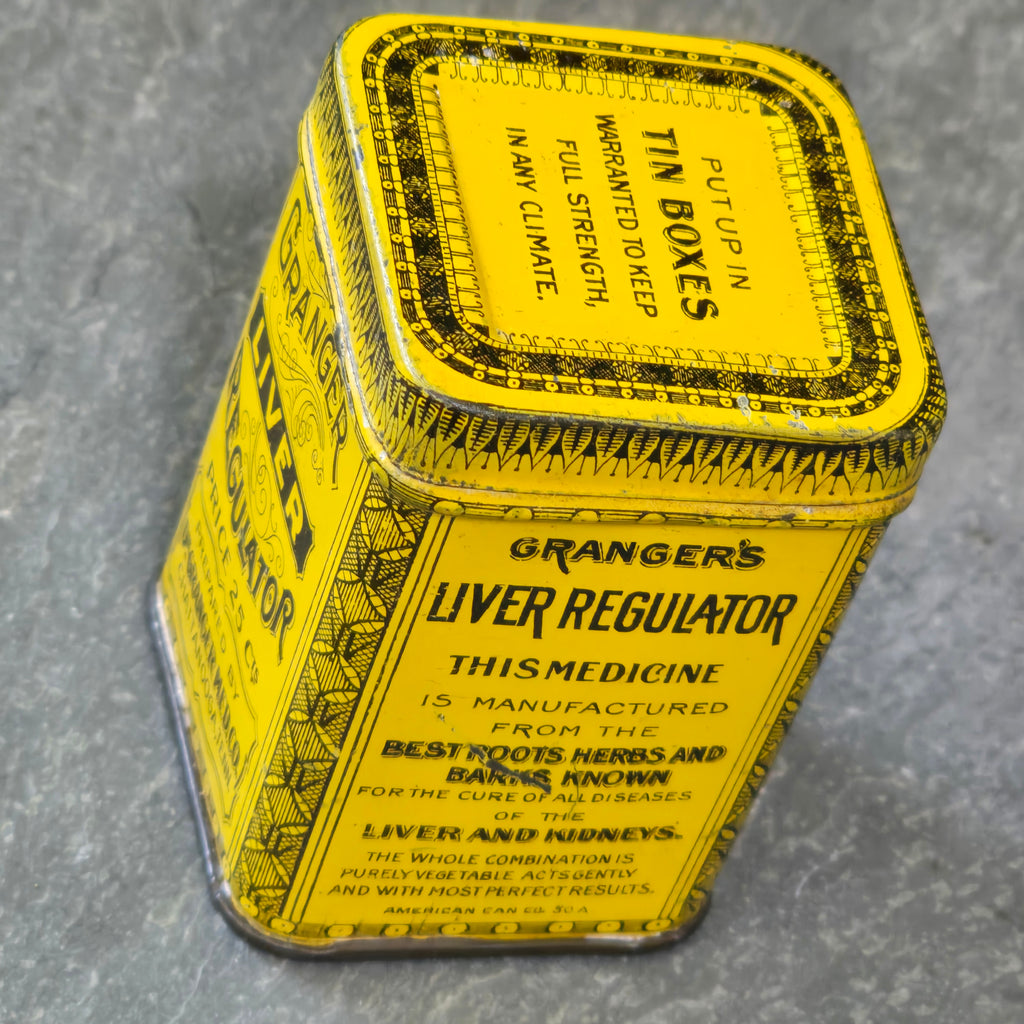 PUT UP IN
TIN BOXES
WARRANTED TO KEEP
FULL STRENGTH,
IN ANY CLIMATE.
GRANGER
LIVER
REGULATOR
PRICE 25 CTS
PREPARED BY
GRANGER'S
LIVER REGULATOR
THIS MEDICINE
IS MANUFACTURED
FROM THE
BEST ROOTS HERBS AND
BARKS KNOWN
FOR THE CURE OF ALL DISEASES
OF THE
LIVER AND KIDNEYS.
THE WHOLE COMBINATION IS
PURELY VEGETABLE ACTS GENTLY
AND WITH MOST PERFECT RESULTS.
AMERICAN CAN CO. 50 A